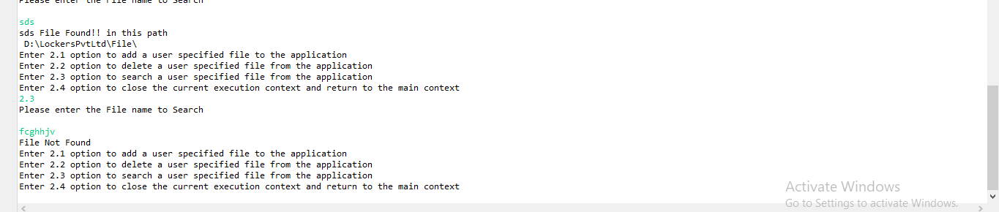 Please enter the File name to Search
sds
sds File Found!! in this path
D:\LockersPvtLtd\File\
Enter 2.1 option to add a user specified file to the application
Enter 2.2 option to delete a user specified file from the application
Enter 2.3 option to search a user specified file from the application
Enter 2.4 option to close the current execution context and return to the main context
2.3
Please enter the File name to Search
fcghhjv
File Not Found
Enter 2.1 option to add a user specified file to the application
Enter 2.2 option to delete a user specified file from the application
Enter 2.3 option to search a user specified file from the application
Enter 2.4 option to close the current execution context and return to the main context
Activate Windows
Go to Settings to activate Windows.